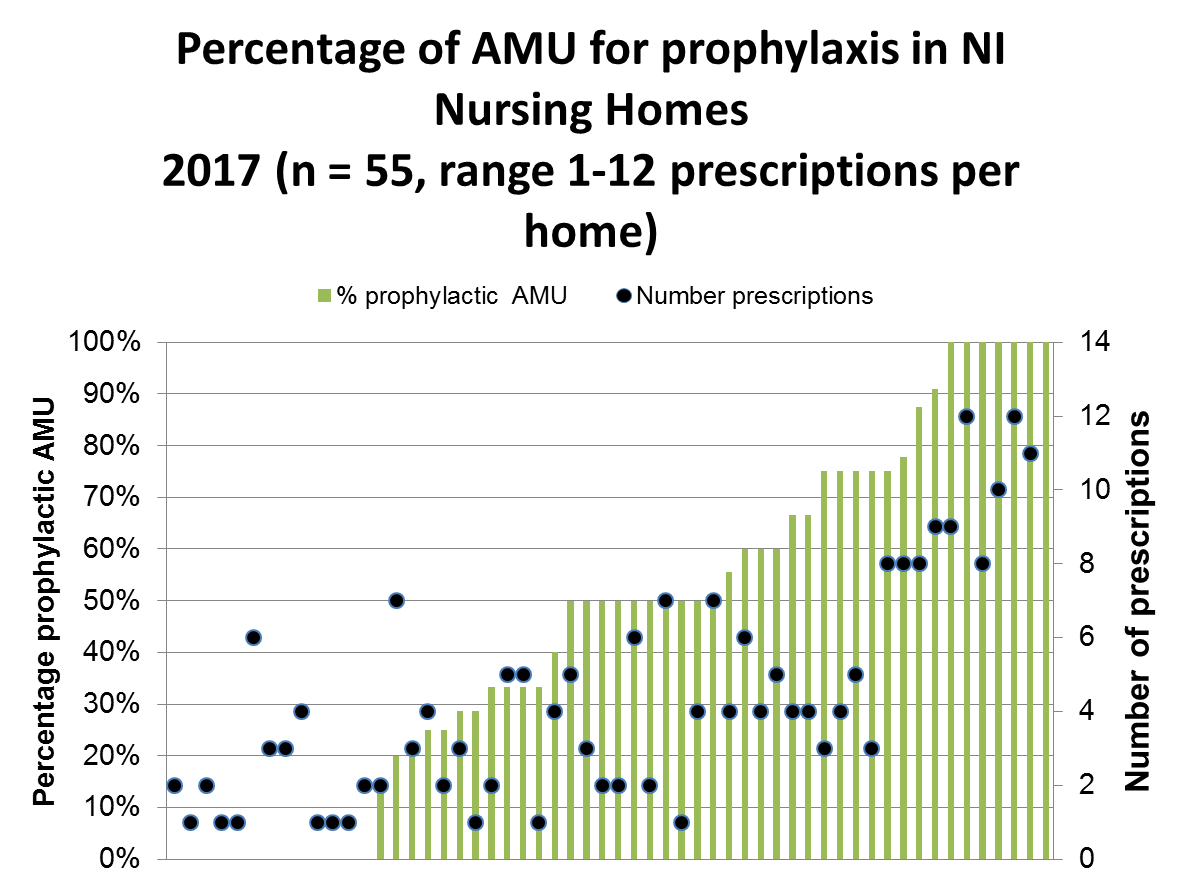 Percentage of AMU for prophylaxis in NI
Nursing Homes
2017 (n = 55, range 1-12 prescriptions per
home)
% prophylactic AMU
Number prescriptions
Percentage prophylactic AMU
100%
90%
80%
70%
60%
50%
40%
30%
20%
10%
0%
14
12
10
8
6
4
2
0
Number of prescriptions